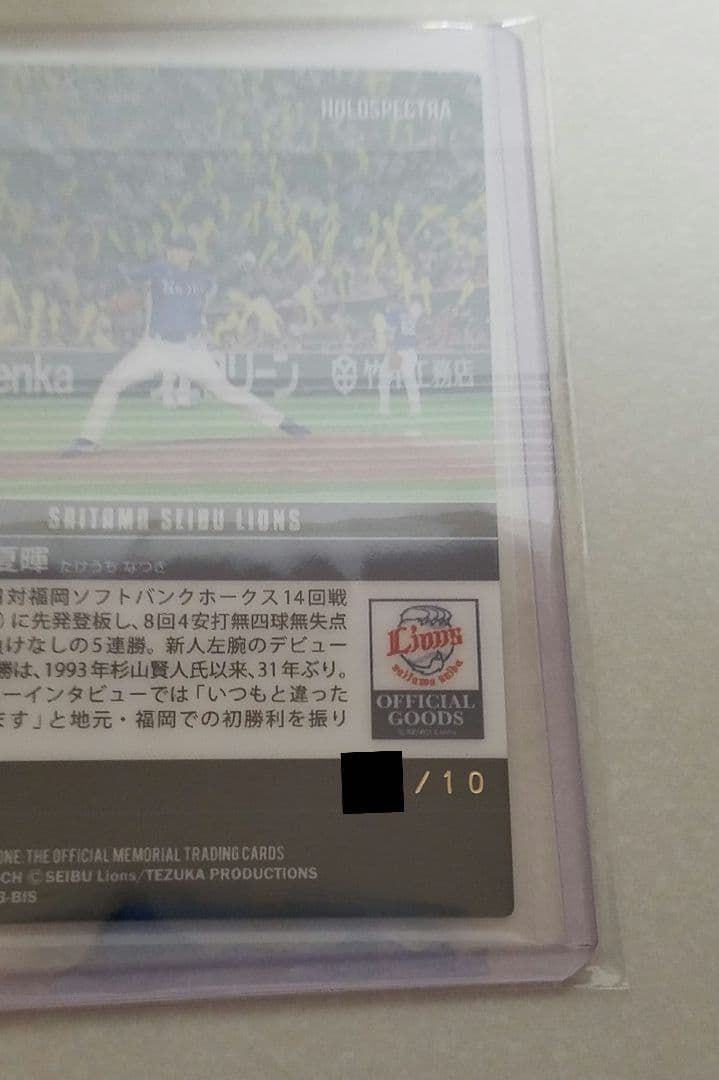 HOLOSPECTRA
enka
リーン
竹中工務店
SAITAMA SEIBU LIONS
夏暉 たけうち なつき
対福岡ソフトバンクホークス14回戦
)に先発登板し、8回4安打無四球無失点
負けなしの5連勝。新人左腕のデビュー
勝は、1993年杉山賢人氏以来、31年ぶり。
ーインタビューでは「いつもと違った
ます」と地元・福岡での初勝利を振り
Lions
saitama seibu
OFFICIAL
GOODS
© SEIBU Lions
/10
ONE: THE OFFICIAL MEMORIAL TRADING CARDS
CH © SEIBU Lions/TEZUKA PRODUCTIONS
3-BIS